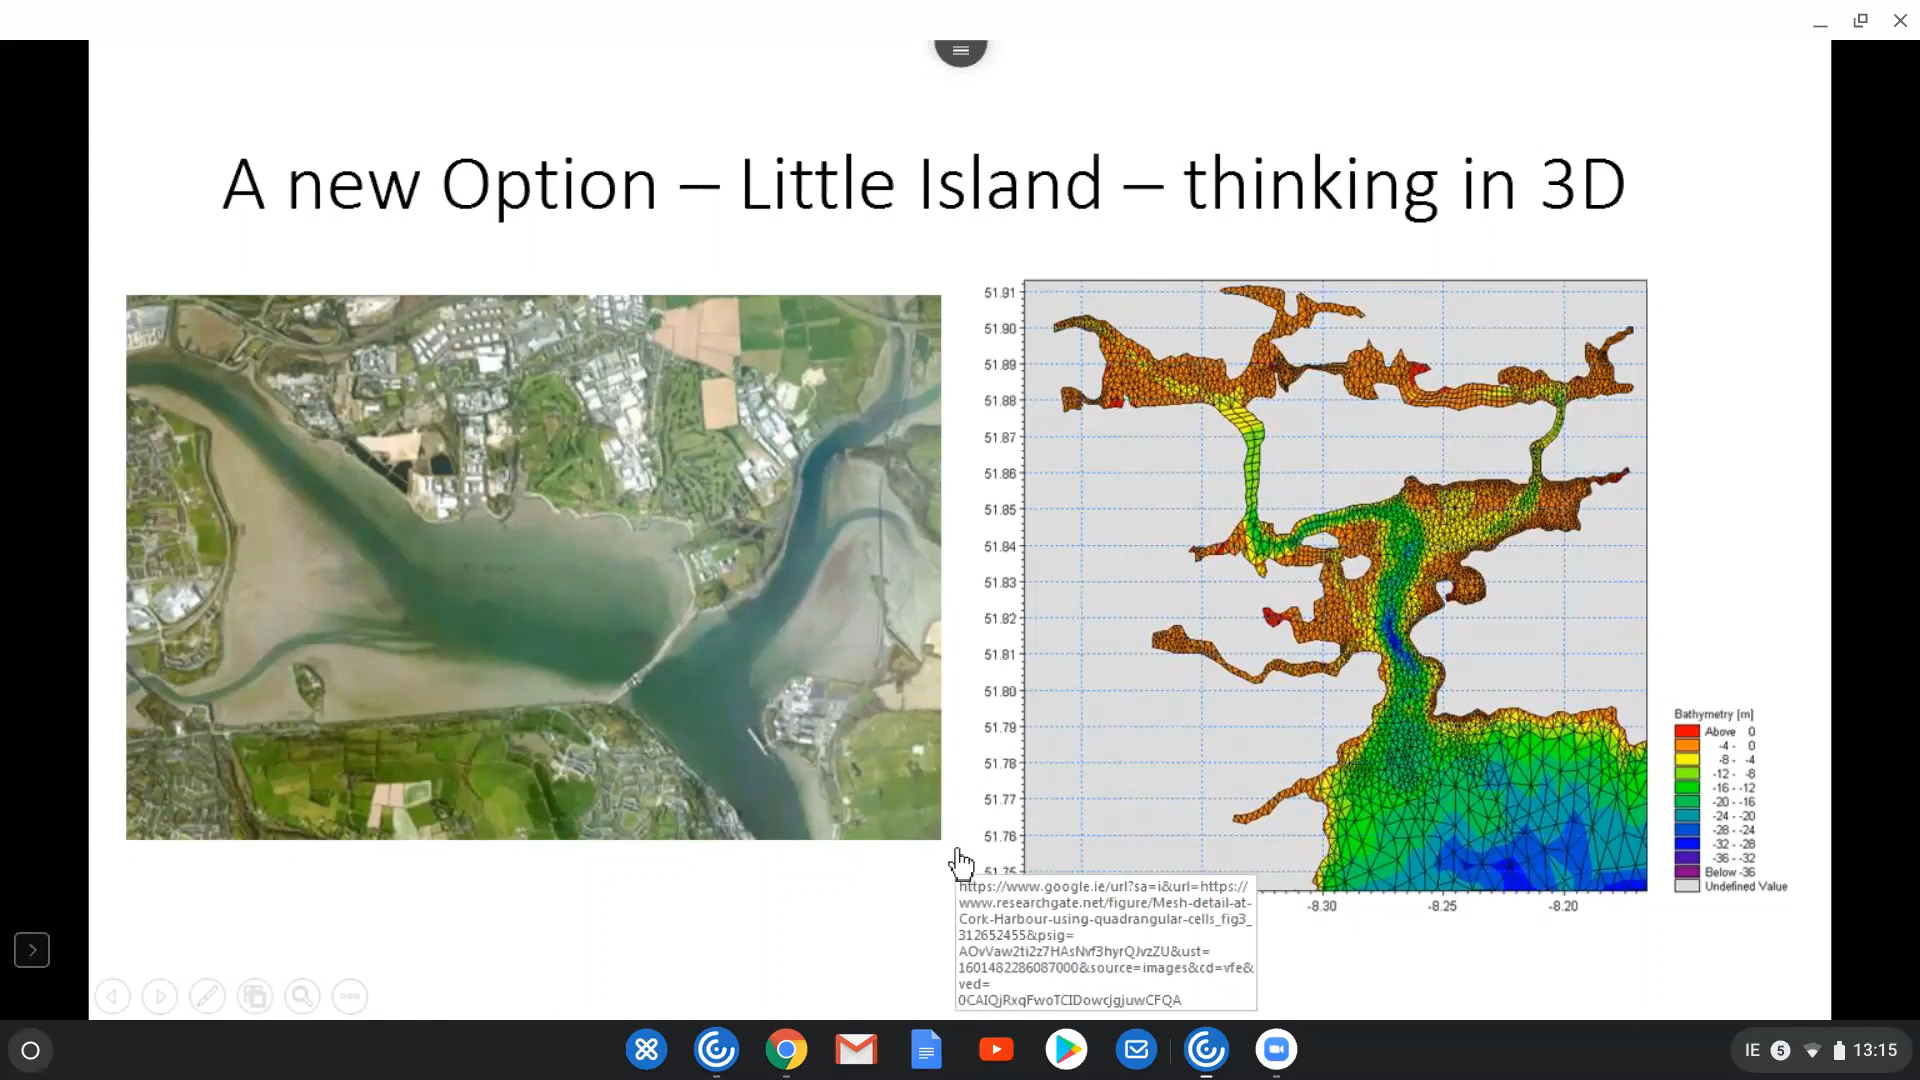 A new Option – Little Island – thinking in 3D
51.91
51.90
51.89
51.88
51.87
51.86
51.85
51.84
51.83
51.82
51.81
51.80
51.79
51.78
51.77
51.76
51.75
-8.30
-8.25
-8.20
Bathymetry [m]
Above 0
-4 - 0
-8 - -4
-12 - -8
-16 - -12
-20 - -16
-24 - -20
-28 - -24
-32 - -28
-36 - -32
Below -36
Undefined Value
https://www.google.ie/url?sa=i&url=https://
www.researchgate.net/figure/Mesh-detail-at-
Cork-Harbour-using-quadrangular-cells_fig3_
312652455&psig=
AOvVaw2ti2z7HAsNvf3hyrQJvzZU&ust=
1601482286087000&source=images&cd=vfe&
ved=
0CAIQjRxqFwoTCIDowcjgjuwCFQA
IE 5 13:15